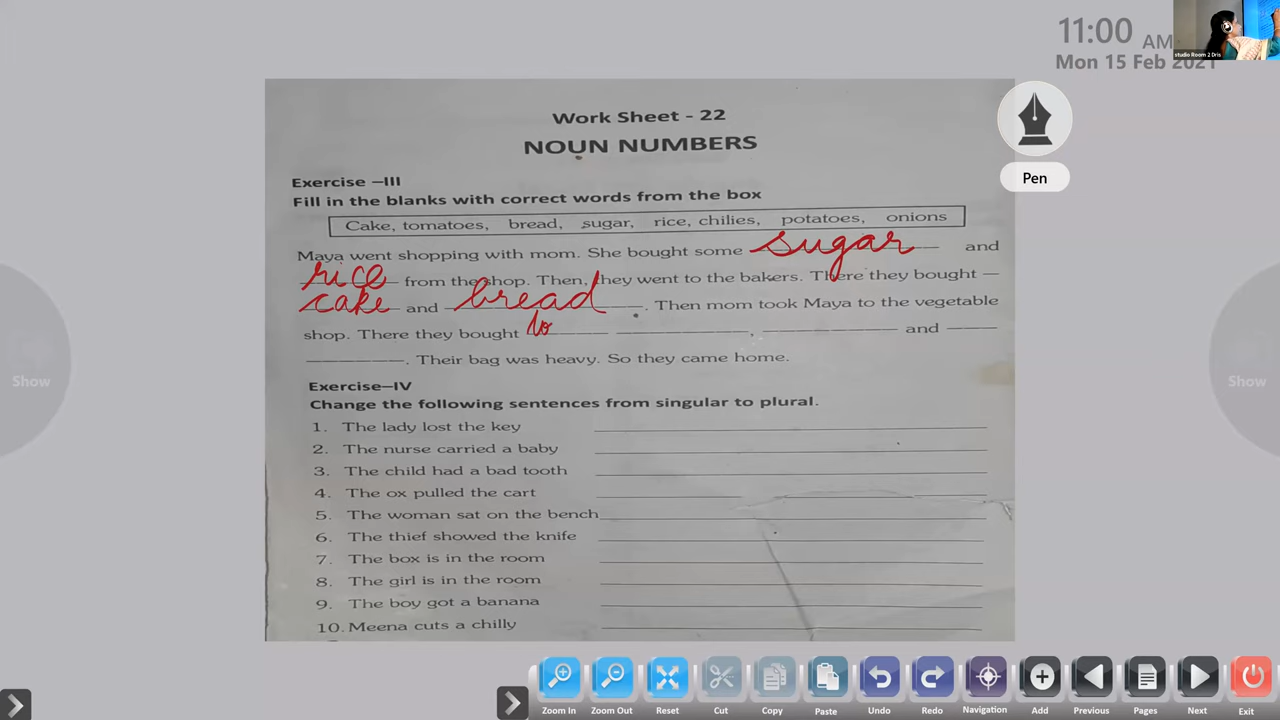 11:00 AM
Mon 15 Feb 2021
studio Room 2 Dris
Work Sheet - 22
NOUN NUMBERS
Pen
Exercise –III
Fill in the blanks with correct words from the box
Cake, tomatoes, bread, sugar, rice, chilies, potatoes, onions
Maya went shopping with mom. She bought some sugar and
rice from the shop. Then, they went to the bakers. There they bought —
cake and bread. Then mom took Maya to the vegetable
shop. There they bought to , and
. Their bag was heavy. So they came home.
Show
Show
Exercise–IV
Change the following sentences from singular to plural.
1. The lady lost the key
2. The nurse carried a baby
3. The child had a bad tooth
4. The ox pulled the cart
5. The woman sat on the bench
6. The thief showed the knife
7. The box is in the room
8. The girl is in the room
9. The boy got a banana
10. Meena cuts a chilly
Zoom In Zoom Out Reset Cut Copy Paste Undo Redo Navigation Add Previous Pages Next Exit